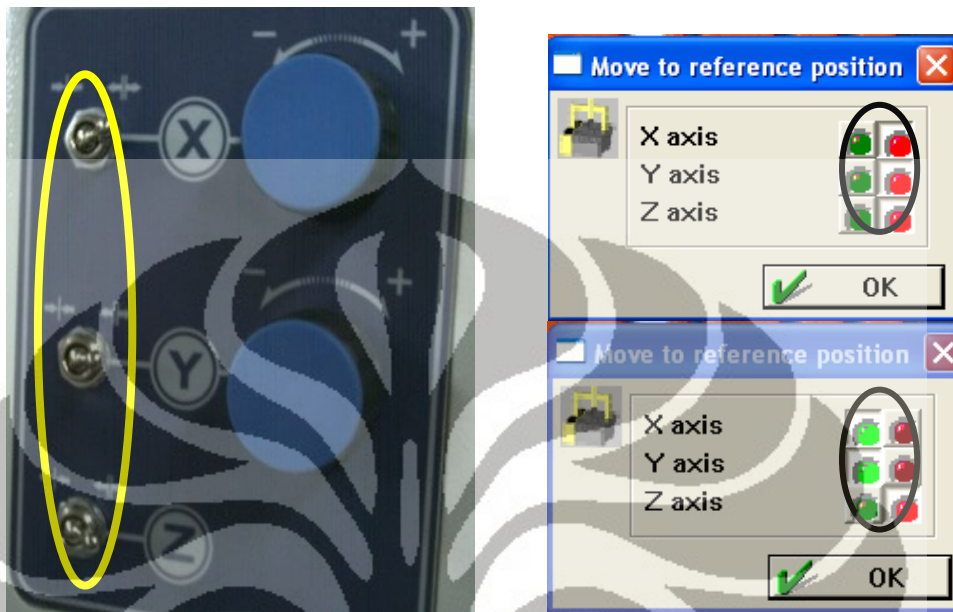 − +
X
− +
Y
Z
Move to reference position
X axis
Y axis
Z axis
OK
Move to reference position
X axis
Y axis
Z axis
OK